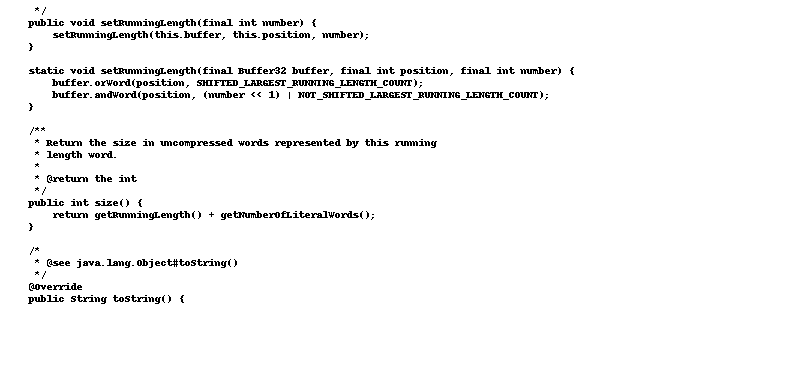 */
public void setRunningLength(final int number) {
    setRunningLength(this.buffer, this.position, number);
}

static void setRunningLength(final Buffer32 buffer, final int position, final int number) {
    buffer.orWord(position, SHIFTED_LARGEST_RUNNING_LENGTH_COUNT);
    buffer.andWord(position, (number << 1) | NOT_SHIFTED_LARGEST_RUNNING_LENGTH_COUNT);
}

/**
 * Return the size in uncompressed words represented by this running
 * length word.
 *
 * @return the int
 */
public int size() {
    return getRunningLength() + getNumberOfLiteralWords();
}

/*
 * @see java.lang.Object#toString()
 */
@Override
public String toString() {